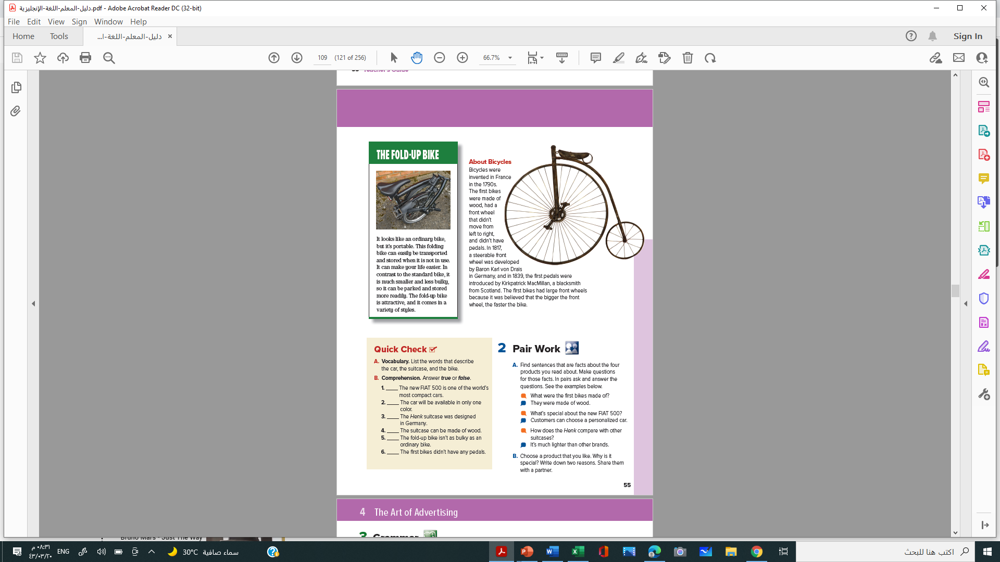 دليل-المعلم-اللغة-الإنجليزية.pdf - Adobe Acrobat Reader DC (32-bit)
File Edit View Sign Window Help
Home Tools دليل-المعلم-اللغة-ا... Sign In
109 (121 of 256) 66.7%
Teacher's Guide
THE FOLD-UP BIKE
It looks like an ordinary bike,
but it's portable. This folding
bike can easily be transported
and stored when it is not in use.
It can make your life easier. In
contrast to the standard bike, it
is much smaller and less bulky,
so it can be parked and stored
more readily. The fold-up bike
is attractive, and it comes in a
variety of styles.
About Bicycles
Bicycles were
invented in France
in the 1790s.
The first bikes
were made of
wood, had a
front wheel
that didn't
move from
left to right,
and didn't have
pedals. In 1817,
a steerable front
wheel was developed
by Baron Karl von Drais
in Germany, and in 1839, the first pedals were
introduced by Kirkpatrick MacMillan, a blacksmith
from Scotland. The first bikes had large front wheels
because it was believed that the bigger the front
wheel, the faster the bike.
Quick Check
A. Vocabulary. List the words that describe
the car, the suitcase, and the bike.
B. Comprehension. Answer true or false.
1. ____ The new FIAT 500 is one of the world's
most compact cars.
2. ____ The car will be available in only one
color.
3. ____ The Henk suitcase was designed
in Germany.
4. ____ The suitcase can be made of wood.
5. ____ The fold-up bike isn't as bulky as an
ordinary bike.
6. ____ The first bikes didn't have any pedals.
2 Pair Work
A. Find sentences that are facts about the four
products you read about. Make questions
for those facts. In pairs ask and answer the
questions. See the examples below.
What were the first bikes made of?
They were made of wood.
What's special about the new FIAT 500?
Customers can choose a personalized car.
How does the Henk compare with other
suitcases?
It's much lighter than other brands.
B. Choose a product that you like. Why is it
special? Write down two reasons. Share them
with a partner.
55
4 The Art of Advertising
3 Grammar
Bruno Mars - Just The Way
٠٨:٣١ م
٤٣/٠٣/٢٠
ENG
30°C سماء صافية
اكتب هنا للبحث